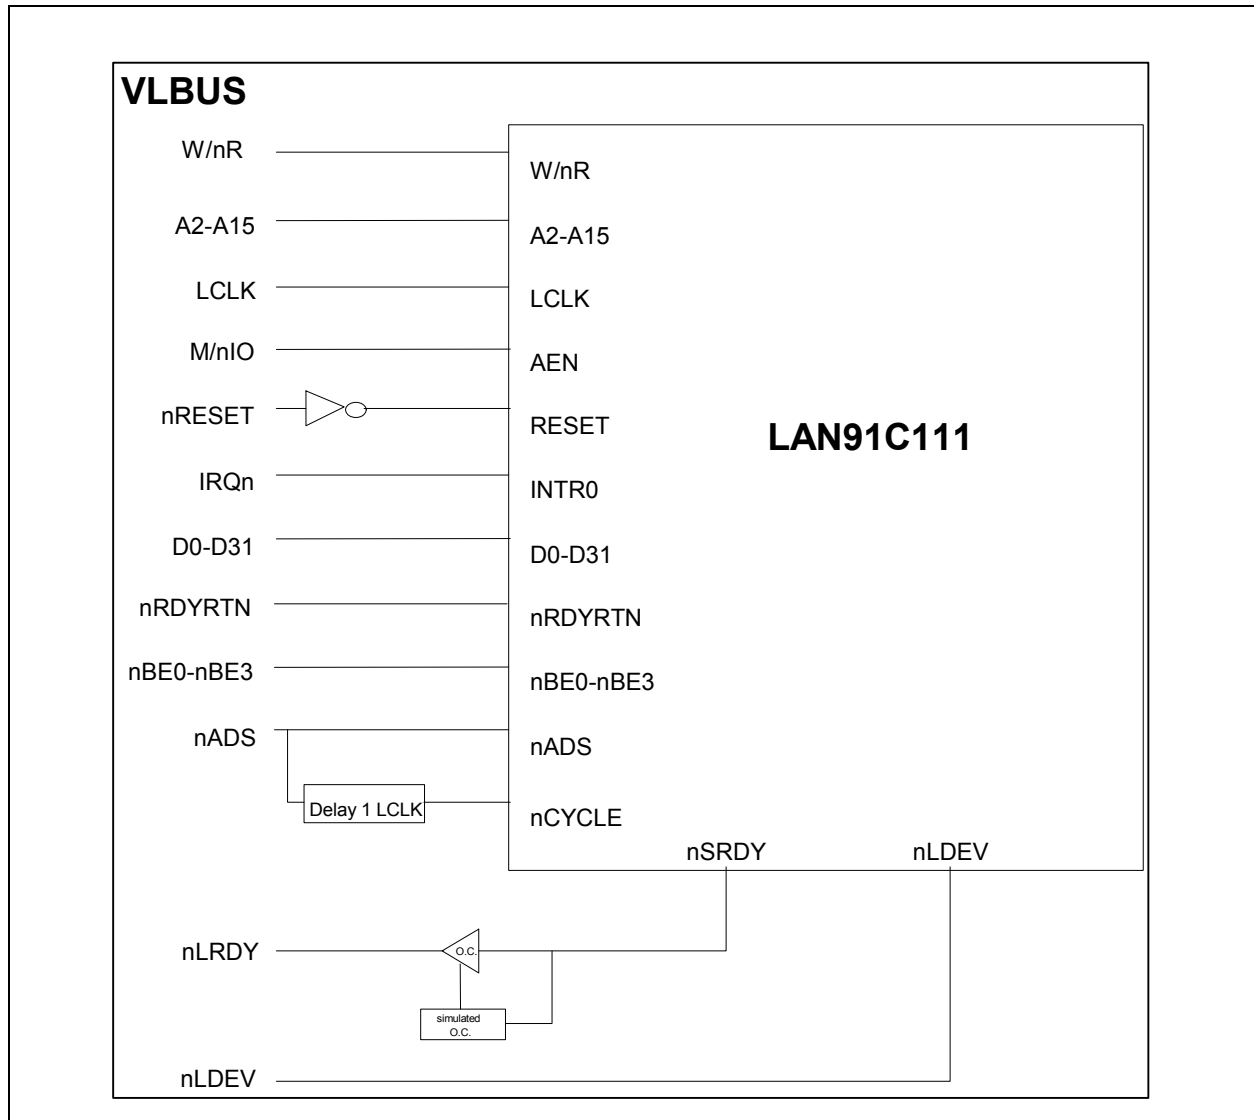 VLBUS
W/nR
W/nR
A2-A15
A2-A15
LCLK
LCLK
M/nIO
AEN
nRESET
RESET
LAN91C111
IRQn
INTR0
D0-D31
D0-D31
nRDYRTN
nRDYRTN
nBE0-nBE3
nBE0-nBE3
nADS
nADS
Delay 1 LCLK
nCYCLE
nSRDY
nLDEV
nLRDY
O.C.
simulated
O.C.
nLDEV